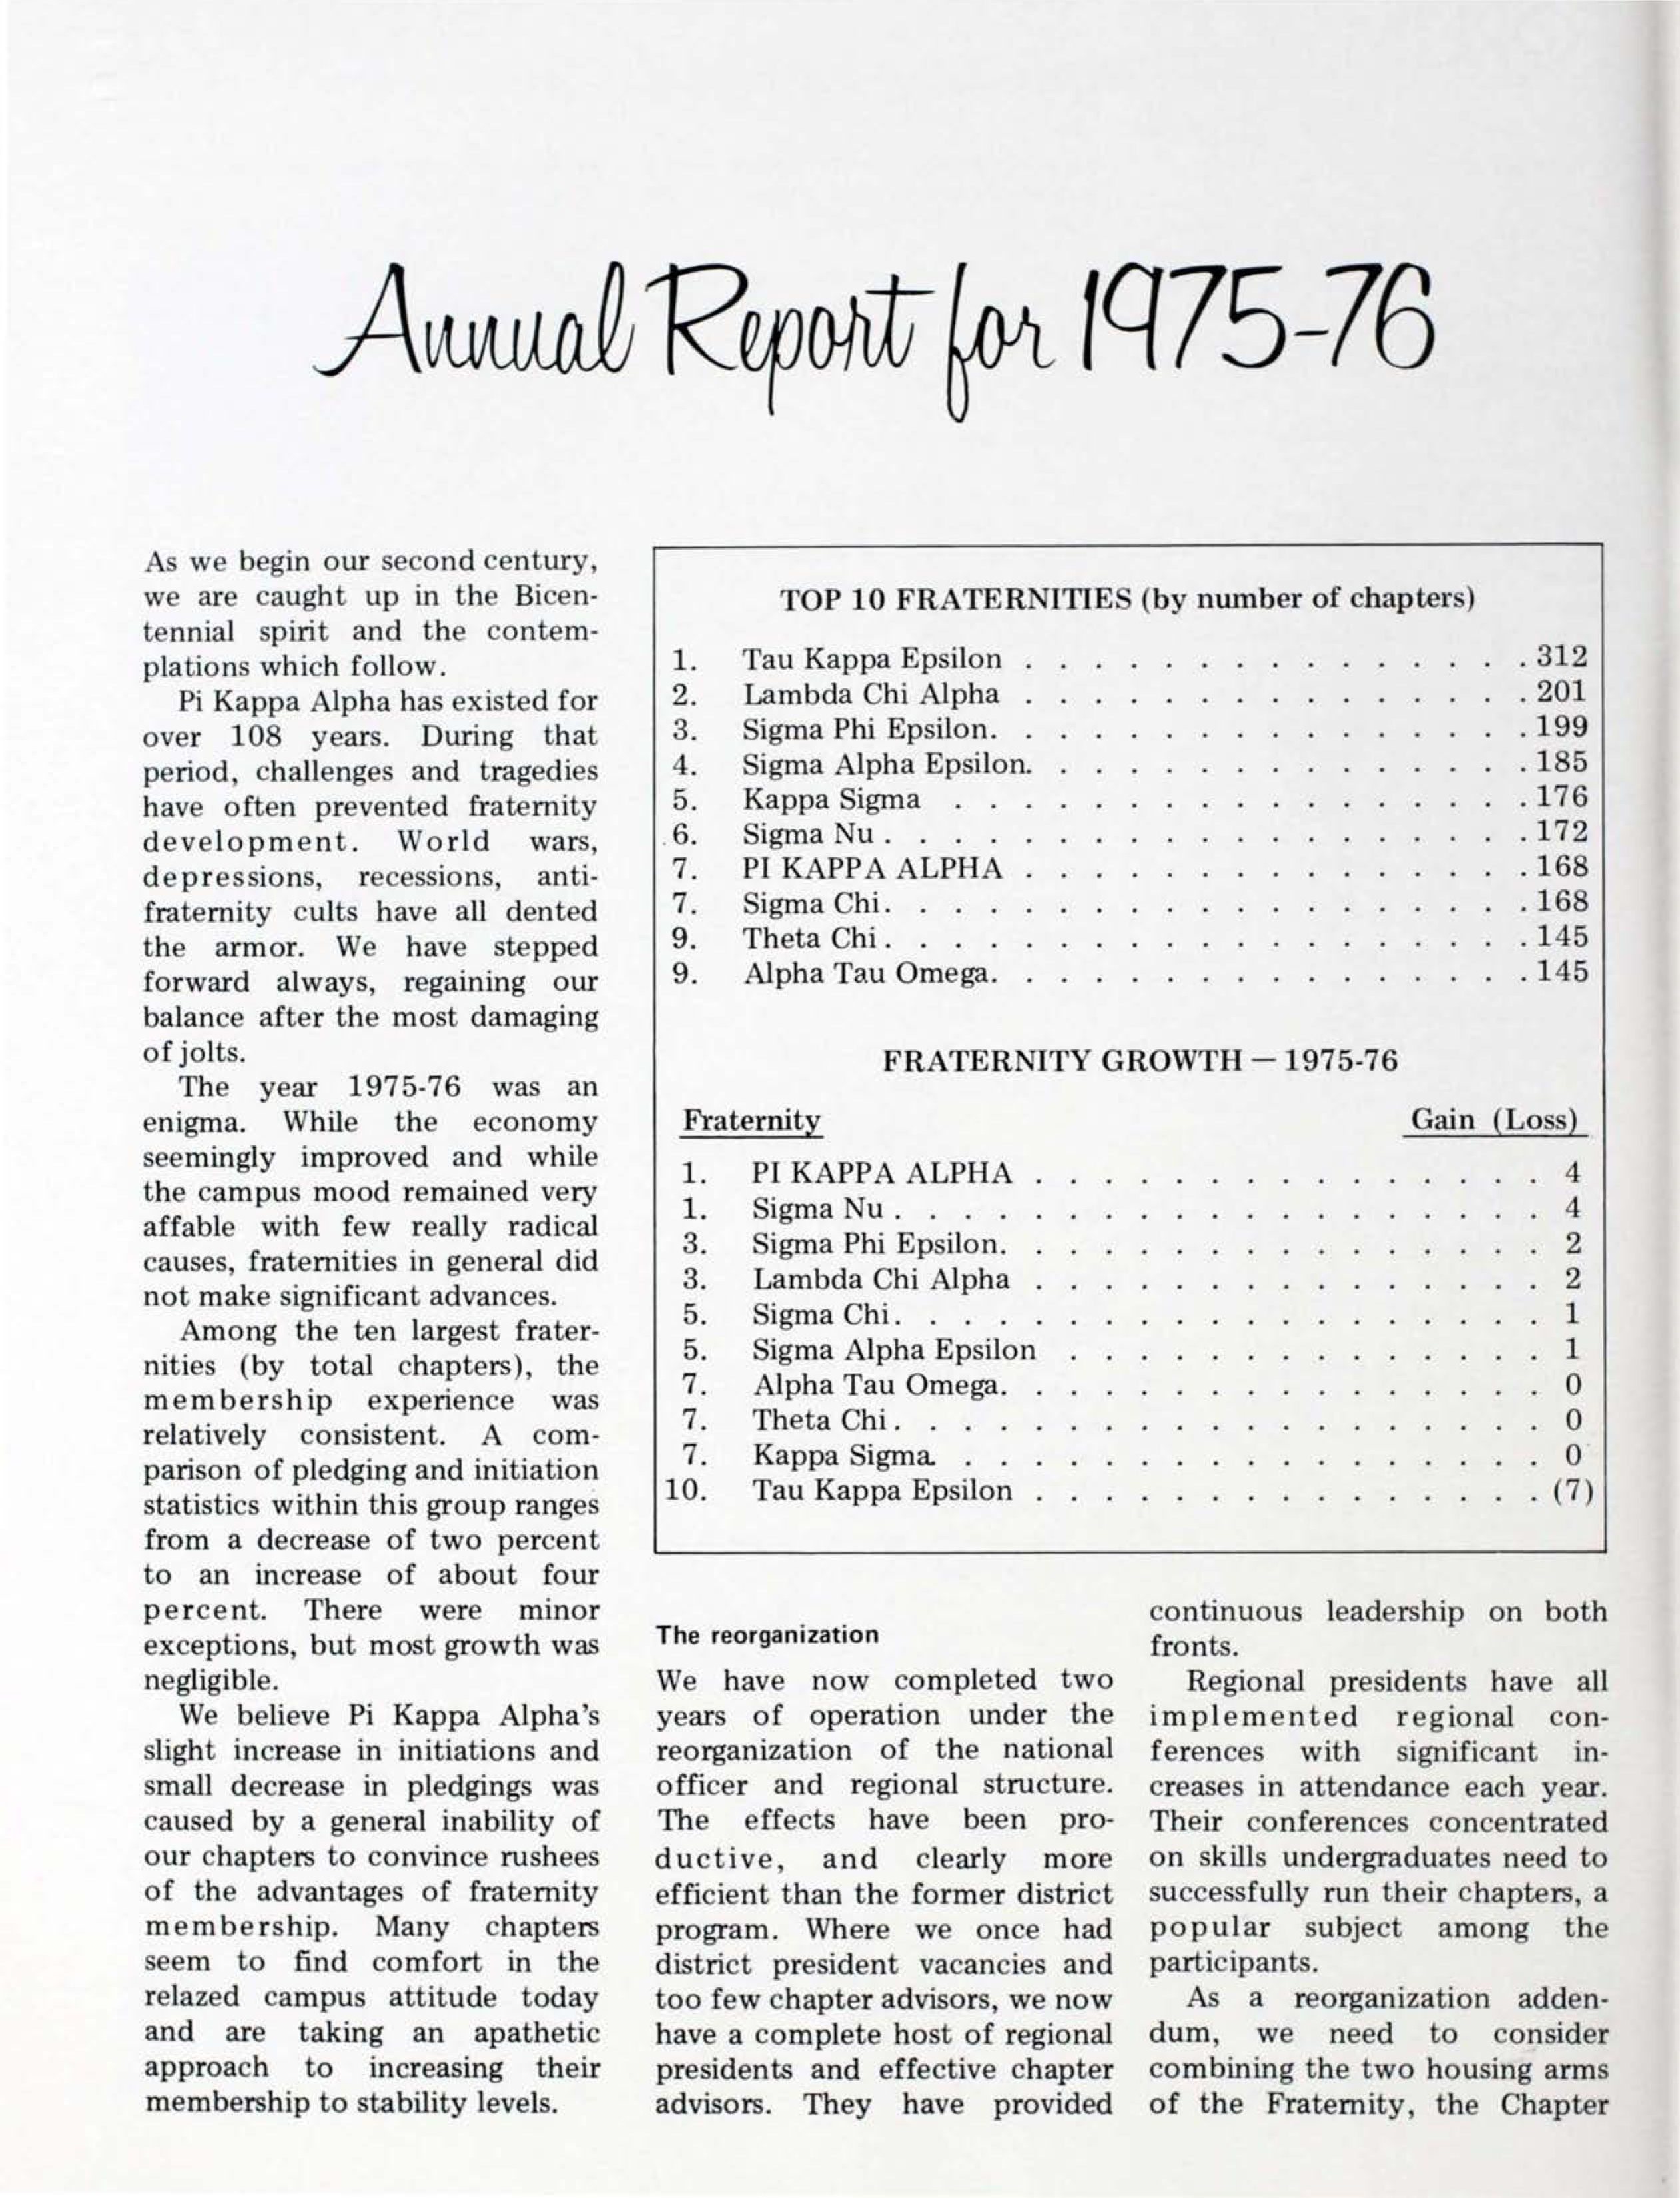 Annual Report for 1975-76
As we begin our second century,
we are caught up in the Bicen-
tennial spirit and the contem-
plations which follow.
Pi Kappa Alpha has existed for
over 108 years. During that
period, challenges and tragedies
have often prevented fraternity
development. World wars,
depressions, recessions, anti-
fraternity cults have all dented
the armor. We have stepped
forward always, regaining our
balance after the most damaging
of jolts.
The year 1975-76 was an
enigma. While the economy
seemingly improved and while
the campus mood remained very
affable with few really radical
causes, fraternities in general did
not make significant advances.
Among the ten largest frater-
nities (by total chapters), the
membership experience was
relatively consistent. A com-
parison of pledging and initiation
statistics within this group ranges
from a decrease of two percent
to an increase of about four
percent. There were minor
exceptions, but most growth was
negligible.
We believe Pi Kappa Alpha's
slight increase in initiations and
small decrease in pledgings was
caused by a general inability of
our chapters to convince rushees
of the advantages of fraternity
membership. Many chapters
seem to find comfort in the
relazed campus attitude today
and are taking an apathetic
approach to increasing their
membership to stability levels.
TOP 10 FRATERNITIES (by number of chapters)
1. Tau Kappa Epsilon . . . . . . . . . . . . . . . 312
2. Lambda Chi Alpha . . . . . . . . . . . . . . . 201
3. Sigma Phi Epsilon. . . . . . . . . . . . . . . . 199
4. Sigma Alpha Epsilon. . . . . . . . . . . . . . . 185
5. Kappa Sigma . . . . . . . . . . . . . . . . . 176
6. Sigma Nu . . . . . . . . . . . . . . . . . . . 172
7. PI KAPPA ALPHA . . . . . . . . . . . . . . . 168
7. Sigma Chi. . . . . . . . . . . . . . . . . . . 168
9. Theta Chi . . . . . . . . . . . . . . . . . . . 145
9. Alpha Tau Omega. . . . . . . . . . . . . . . . 145
FRATERNITY GROWTH — 1975-76
Fraternity Gain (Loss)
1. PI KAPPA ALPHA . . . . . . . . . . . . . . . 4
1. Sigma Nu . . . . . . . . . . . . . . . . . . . 4
3. Sigma Phi Epsilon. . . . . . . . . . . . . . . . 2
3. Lambda Chi Alpha . . . . . . . . . . . . . . . 2
5. Sigma Chi. . . . . . . . . . . . . . . . . . . 1
5. Sigma Alpha Epsilon . . . . . . . . . . . . . . 1
7. Alpha Tau Omega. . . . . . . . . . . . . . . . 0
7. Theta Chi . . . . . . . . . . . . . . . . . . . 0
7. Kappa Sigma . . . . . . . . . . . . . . . . . 0
10. Tau Kappa Epsilon . . . . . . . . . . . . . . . (7)
The reorganization
We have now completed two
years of operation under the
reorganization of the national
officer and regional structure.
The effects have been pro-
ductive, and clearly more
efficient than the former district
program. Where we once had
district president vacancies and
too few chapter advisors, we now
have a complete host of regional
presidents and effective chapter
advisors. They have provided
continuous leadership on both
fronts.
Regional presidents have all
implemented regional con-
ferences with significant in-
creases in attendance each year.
Their conferences concentrated
on skills undergraduates need to
successfully run their chapters, a
popular subject among the
participants.
As a reorganization adden-
dum, we need to consider
combining the two housing arms
of the Fraternity, the Chapter